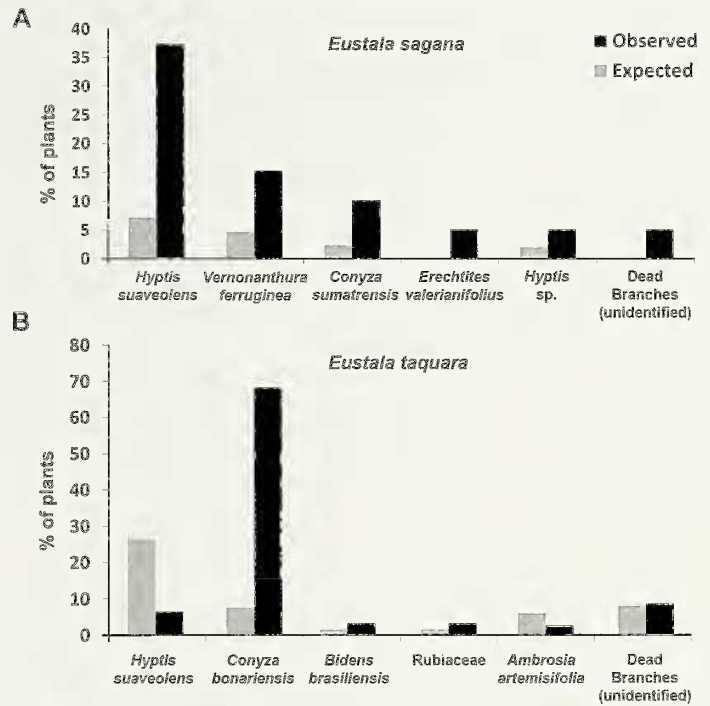 A
Eustala sagana
Observed
Expected
% of plants
40
35
30
25
20
15
10
5
0
Hyptis suaveolens
Vernonanthura ferruginea
Conyza sumatrensis
Erechtites valerianifolius
Hyptis sp.
Dead Branches (unidentified)
B
Eustala taquara
% of plants
80
70
60
50
40
30
20
10
0
Hyptis suaveolens
Conyza bonariensis
Bidens brasiliensis
Rubiaceae
Ambrosia artemisifolia
Dead Branches (unidentified)